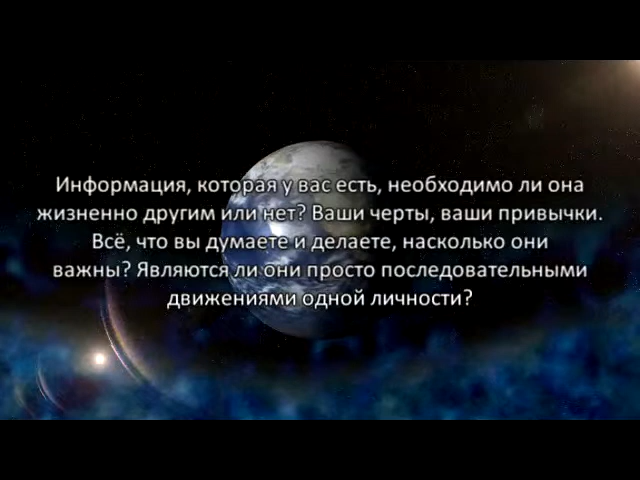 Информация, которая у вас есть, необходимо ли она
жизненно другим или нет? Ваши черты, ваши привычки.
Всё, что вы думаете и делаете, насколько они
важны? Являются ли они просто последовательными
движениями одной личности?